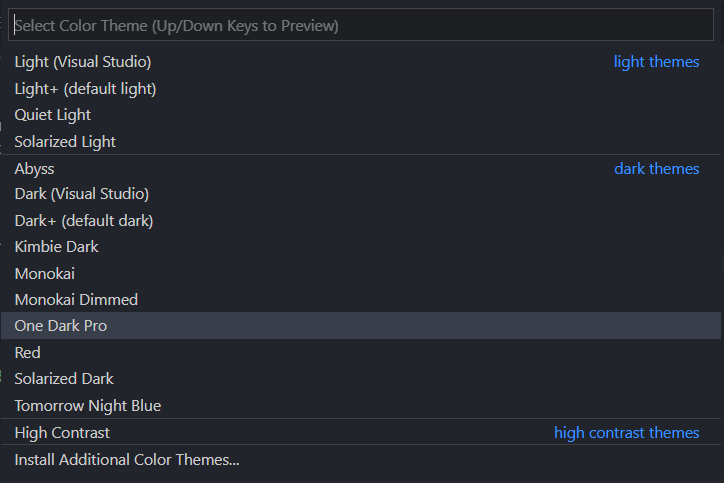 Select Color Theme (Up/Down Keys to Preview)
Light (Visual Studio) light themes
Light+ (default light)
Quiet Light
Solarized Light
Abyss dark themes
Dark (Visual Studio)
Dark+ (default dark)
Kimbie Dark
Monokai
Monokai Dimmed
One Dark Pro
Red
Solarized Dark
Tomorrow Night Blue
High Contrast high contrast themes
Install Additional Color Themes...